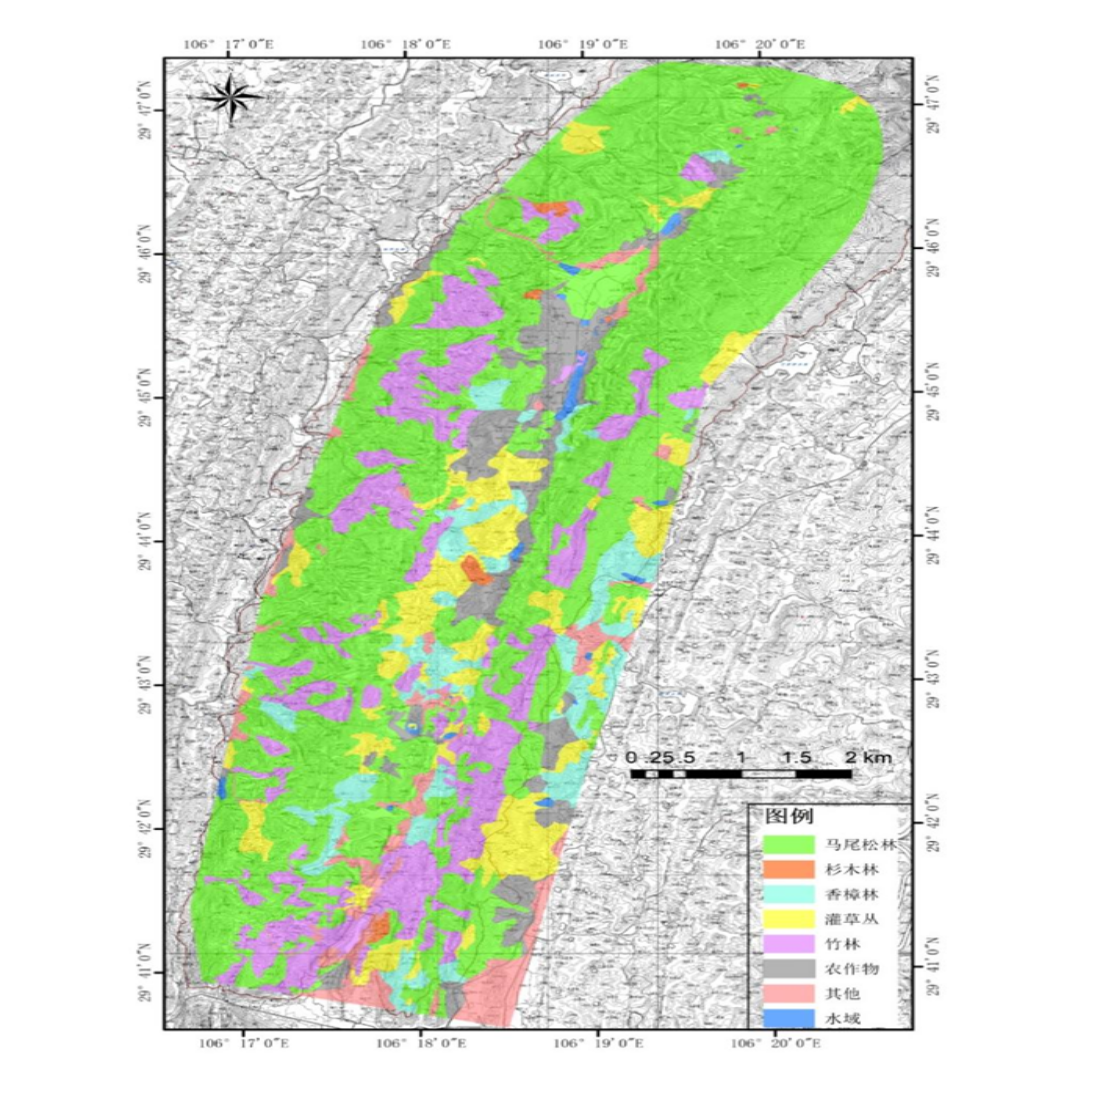 106° 17′ 0″E 106° 18′ 0″E 106° 19′ 0″E 106° 20′ 0″E
29° 47′ 0″N 29° 47′ 0″N
29° 46′ 0″N 29° 46′ 0″N
29° 45′ 0″N 29° 45′ 0″N
29° 44′ 0″N 29° 44′ 0″N
29° 43′ 0″N 29° 43′ 0″N
0 .25.5 1 1.5 2 km
29° 42′ 0″N 29° 42′ 0″N
图例
马尾松林
杉木林
香樟林
灌草丛
竹林
农作物
其他
水域
29° 41′ 0″N 29° 41′ 0″N
106° 17′ 0″E 106° 18′ 0″E 106° 19′ 0″E 106° 20′ 0″E